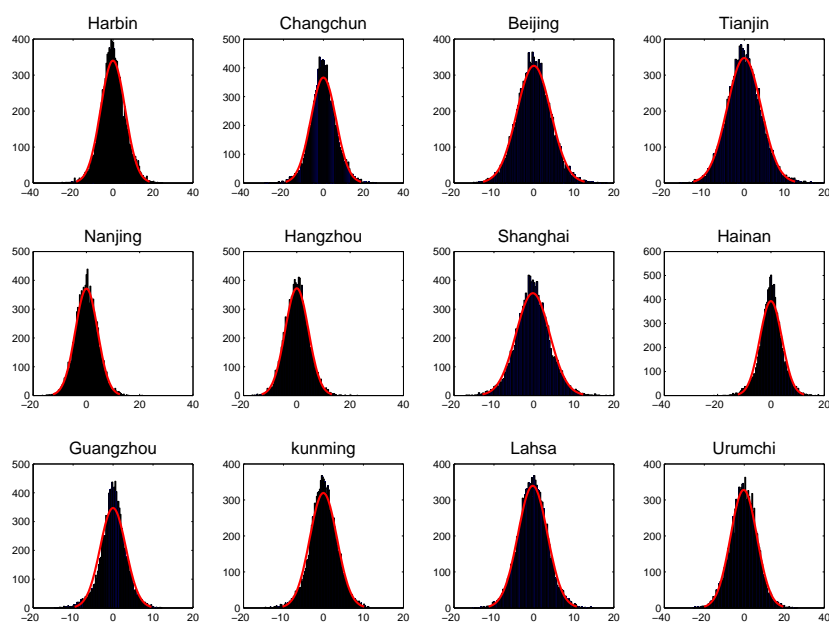 Harbin Changchun Beijing Tianjin
400 500 400 400
400
300 300 300
300
200 200 200
200
100 100 100
100
0 0 0 0
−40 −20 0 20 40 −40 −20 0 20 40 −20 −10 0 10 20 −20 −10 0 10 20
Nanjing Hangzhou Shanghai Hainan
500 500 500 600
500
400 400 400
400
300 300 300
300
200 200 200
200
100 100 100
100
0 0 0 0
−20 0 20 40 −20 0 20 40 −20 −10 0 10 20 −40 −20 0 20
Guangzhou kunming Lahsa Urumchi
500 400 400 400
400
300 300 300
300
200 200 200
200
100 100 100
100
0 0 0 0
−20 −10 0 10 20 −20 −10 0 10 20 −20 −10 0 10 20 −40 −20 0 20 40